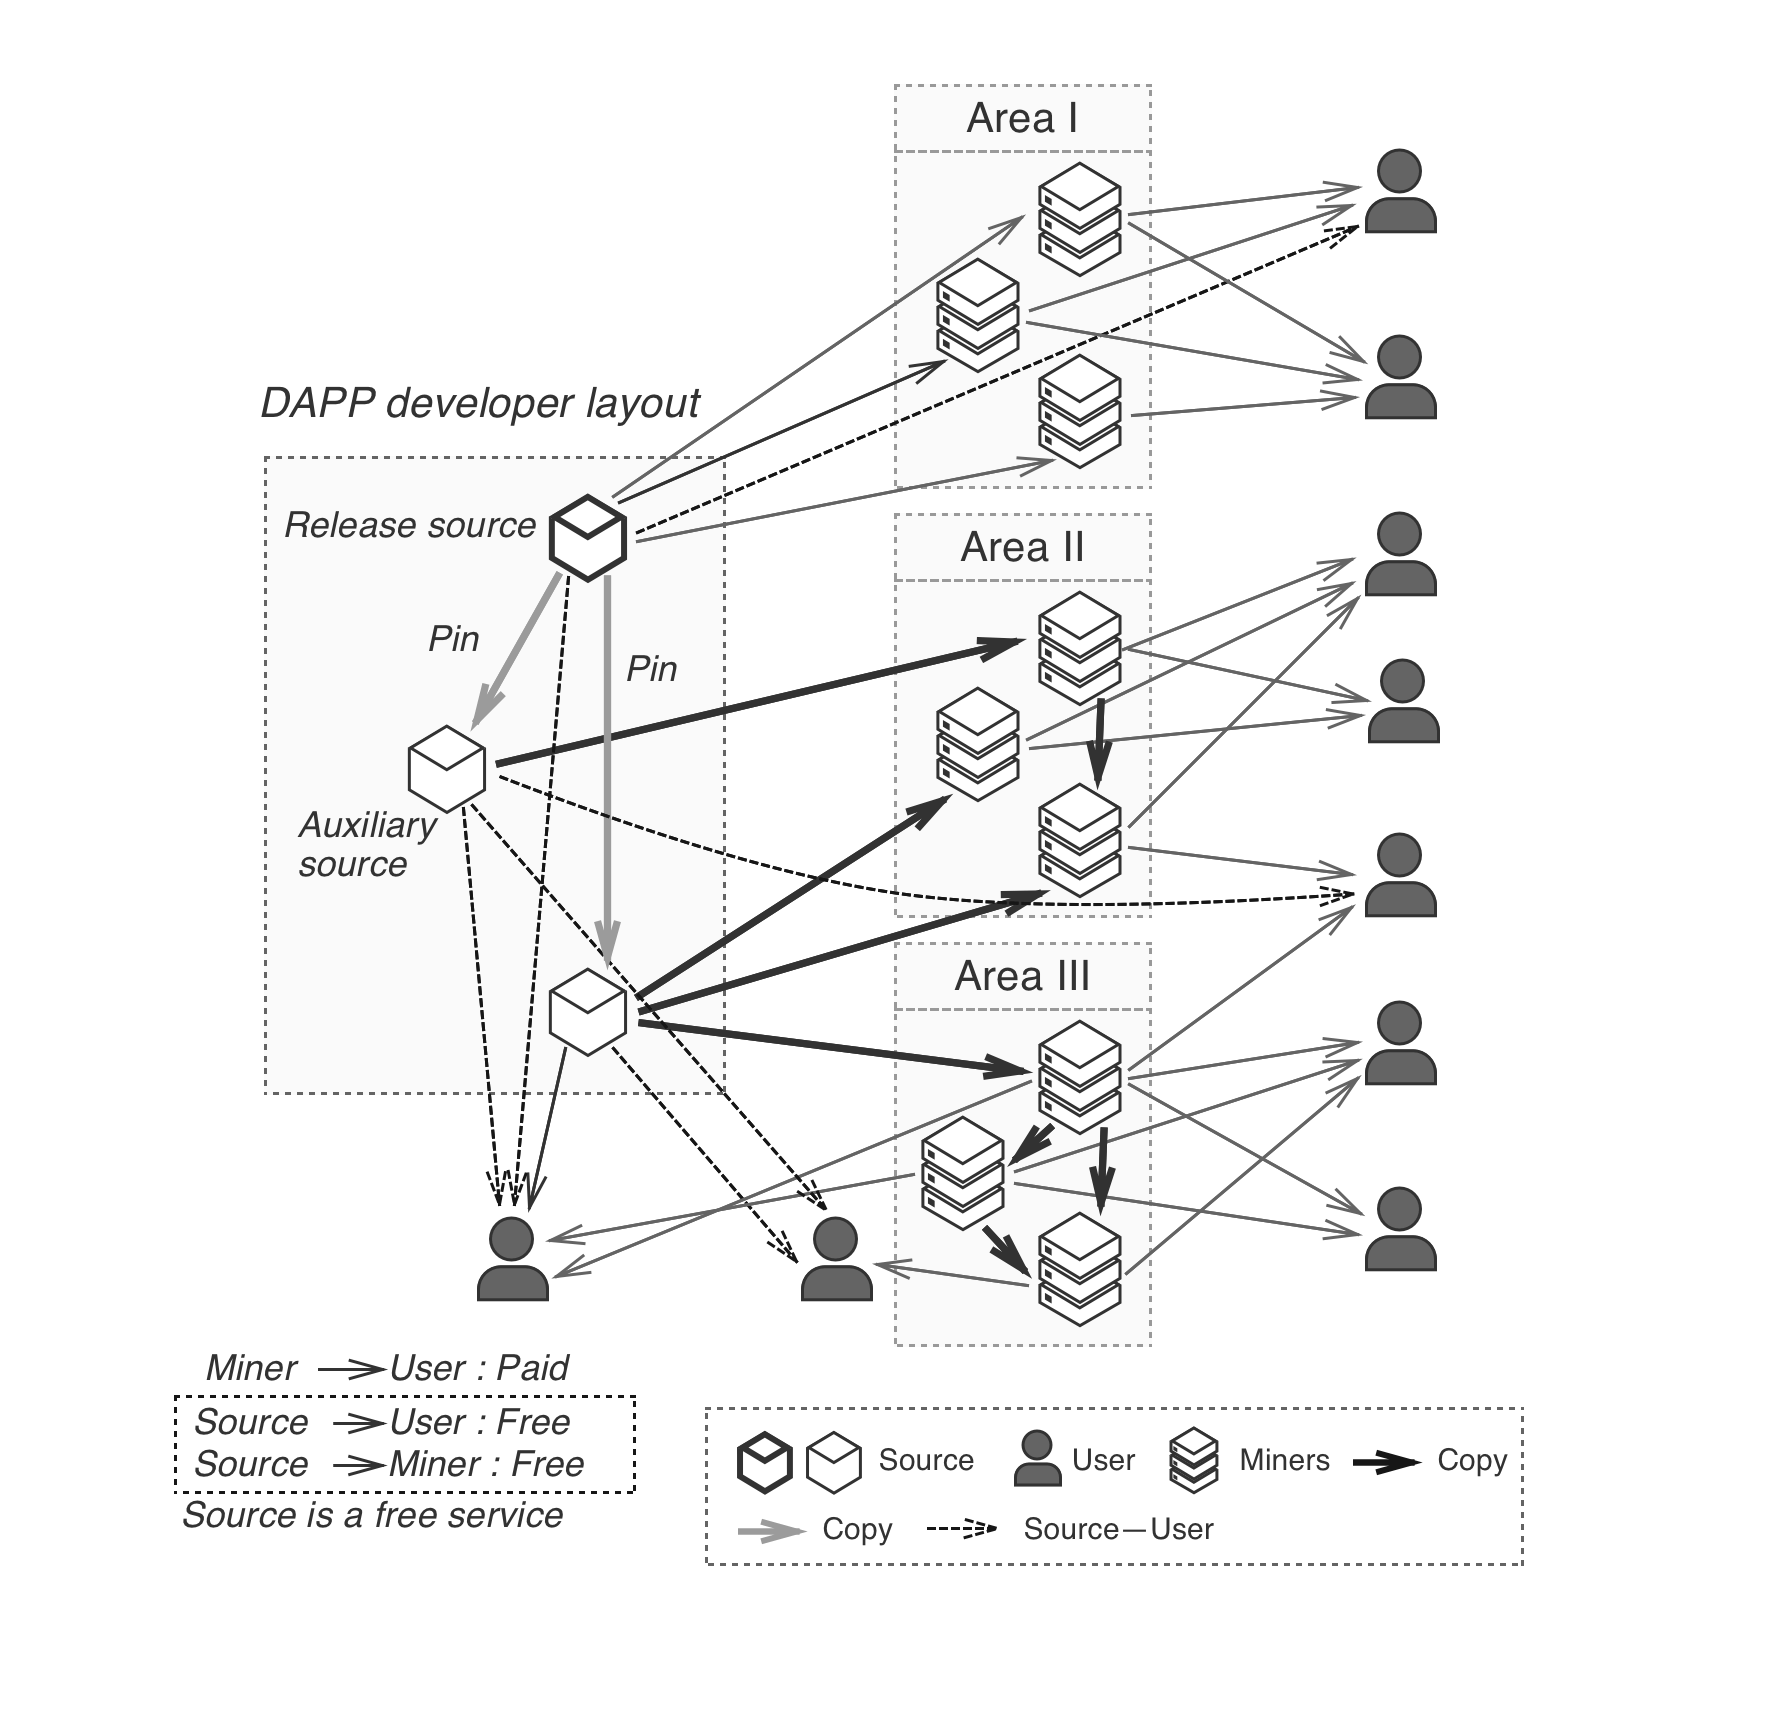 Area I
DAPP developer layout
Release source
Area II
Pin
Pin
Auxiliary
source
Area III
Miner User : Paid
Source User : Free
Source Miner : Free
Source is a free service
Source User Miners Copy
Copy Source—User